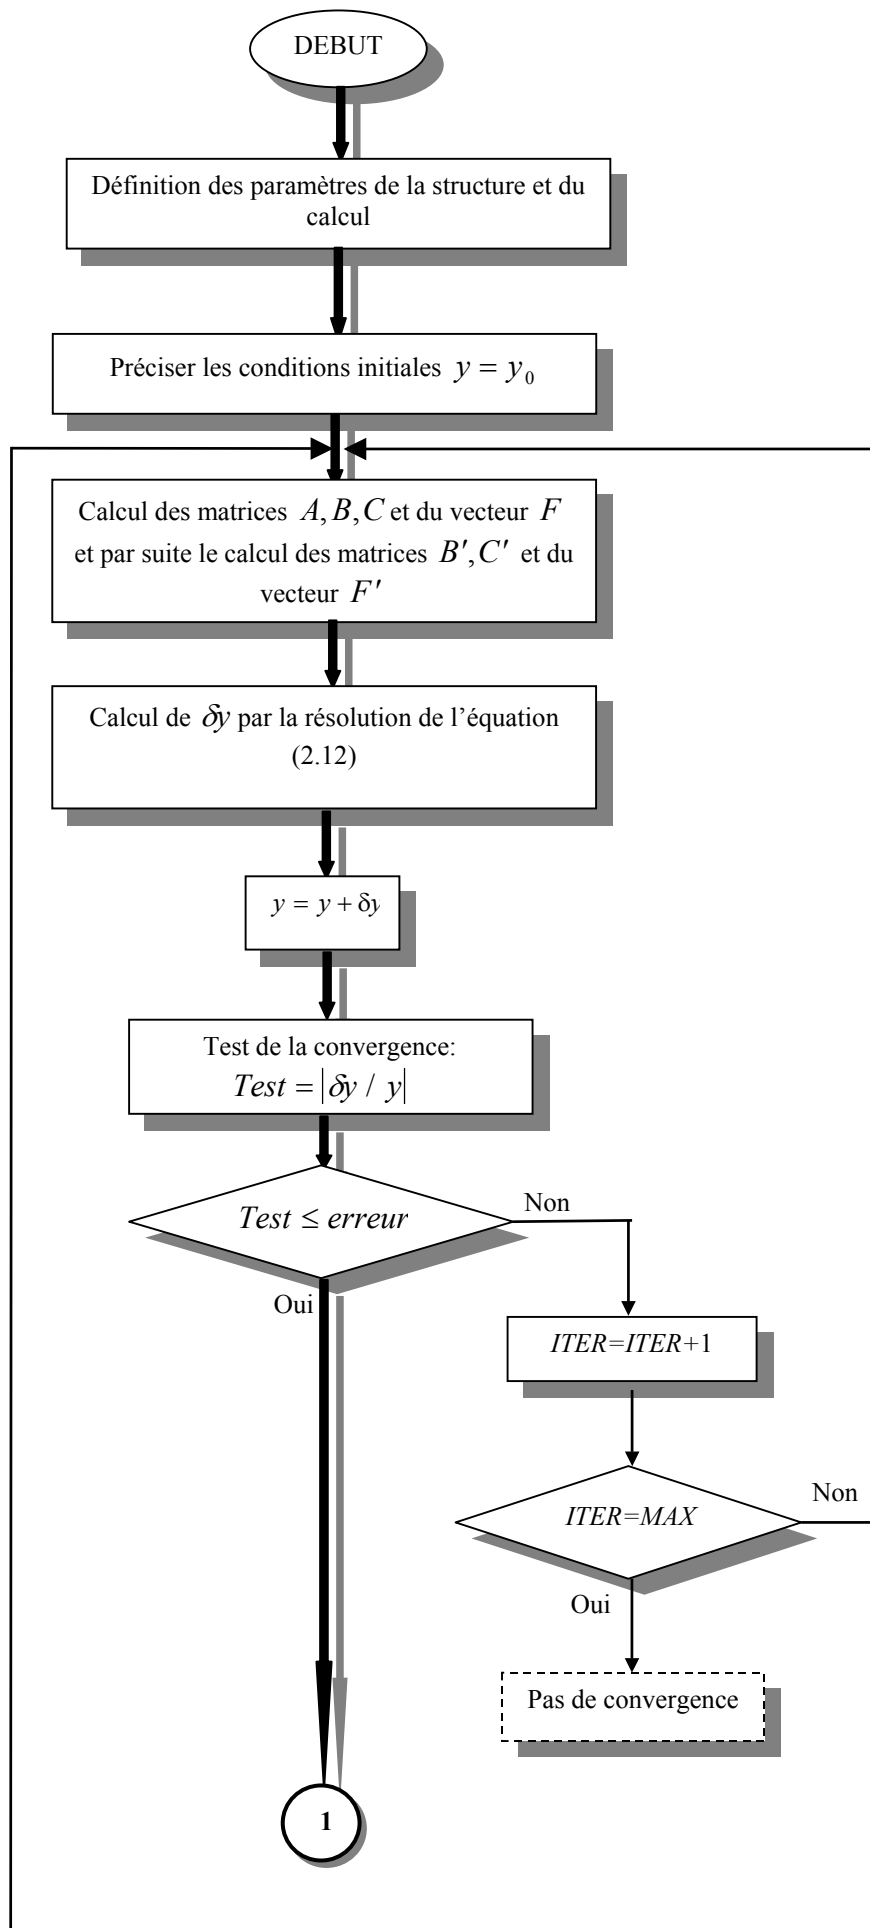 DEBUT
Définition des paramètres de la structure et du
calcul
Préciser les conditions initiales y = y₀
Calcul des matrices A, B, C et du vecteur F
et par suite le calcul des matrices B', C' et du
vecteur F'
Calcul de δy par la résolution de l'équation
(2.12)
y = y + δy
Test de la convergence:
Test = |δy / y|
Test ≤ erreur
Non
Oui
ITER=ITER+1
ITER=MAX
Non
Oui
Pas de convergence
1